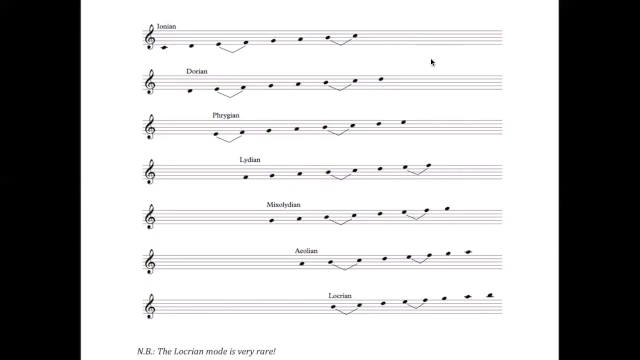 Ionian
Dorian
Phrygian
Lydian
Mixolydian
Aeolian
Locrian
N.B.: The Locrian mode is very rare!